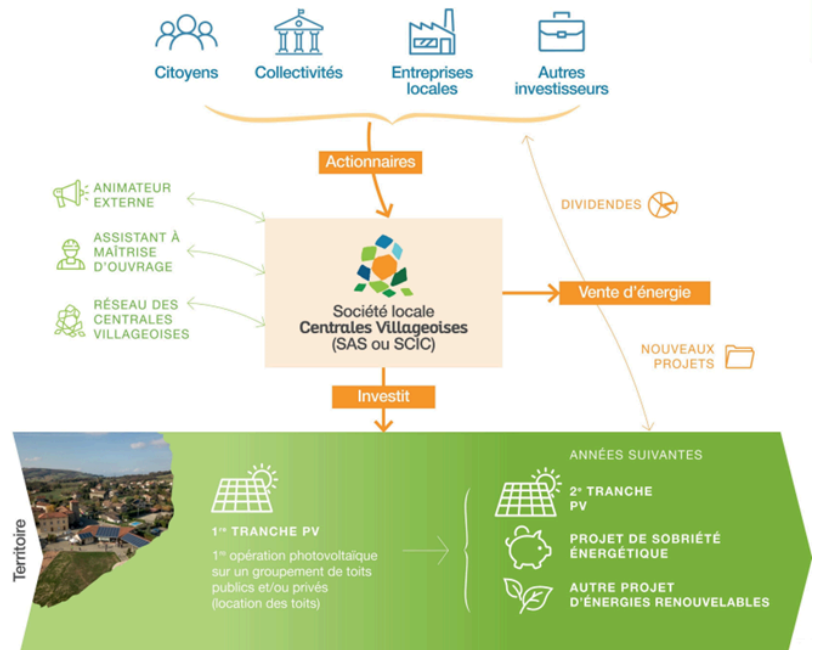 Citoyens
Collectivités
Entreprises
locales
Autres
investisseurs
Actionnaires
ANIMATEUR
EXTERNE
ASSISTANT À
MAÎTRISE
D'OUVRAGE
RÉSEAU DES
CENTRALES
VILLAGEOISES
Société locale
Centrales Villageoises
(SAS ou SCIC)
DIVIDENDES
Vente d'énergie
NOUVEAUX
PROJETS
Investit
Territoire
1re TRANCHE PV
1re opération photovoltaïque
sur un groupement de toits
publics et/ou privés
(location des toits)
ANNÉES SUIVANTES
2e TRANCHE
PV
PROJET DE SOBRIÉTÉ
ÉNERGÉTIQUE
AUTRE PROJET
D'ÉNERGIES RENOUVELABLES